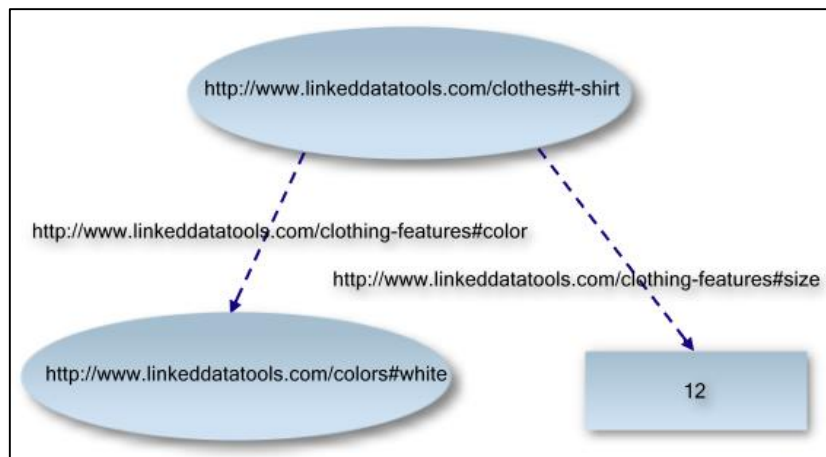 http://www.linkeddatatools.com/clothes#t-shirt
http://www.linkeddatatools.com/clothing-features#color
http://www.linkeddatatools.com/clothing-features#size
http://www.linkeddatatools.com/colors#white
12